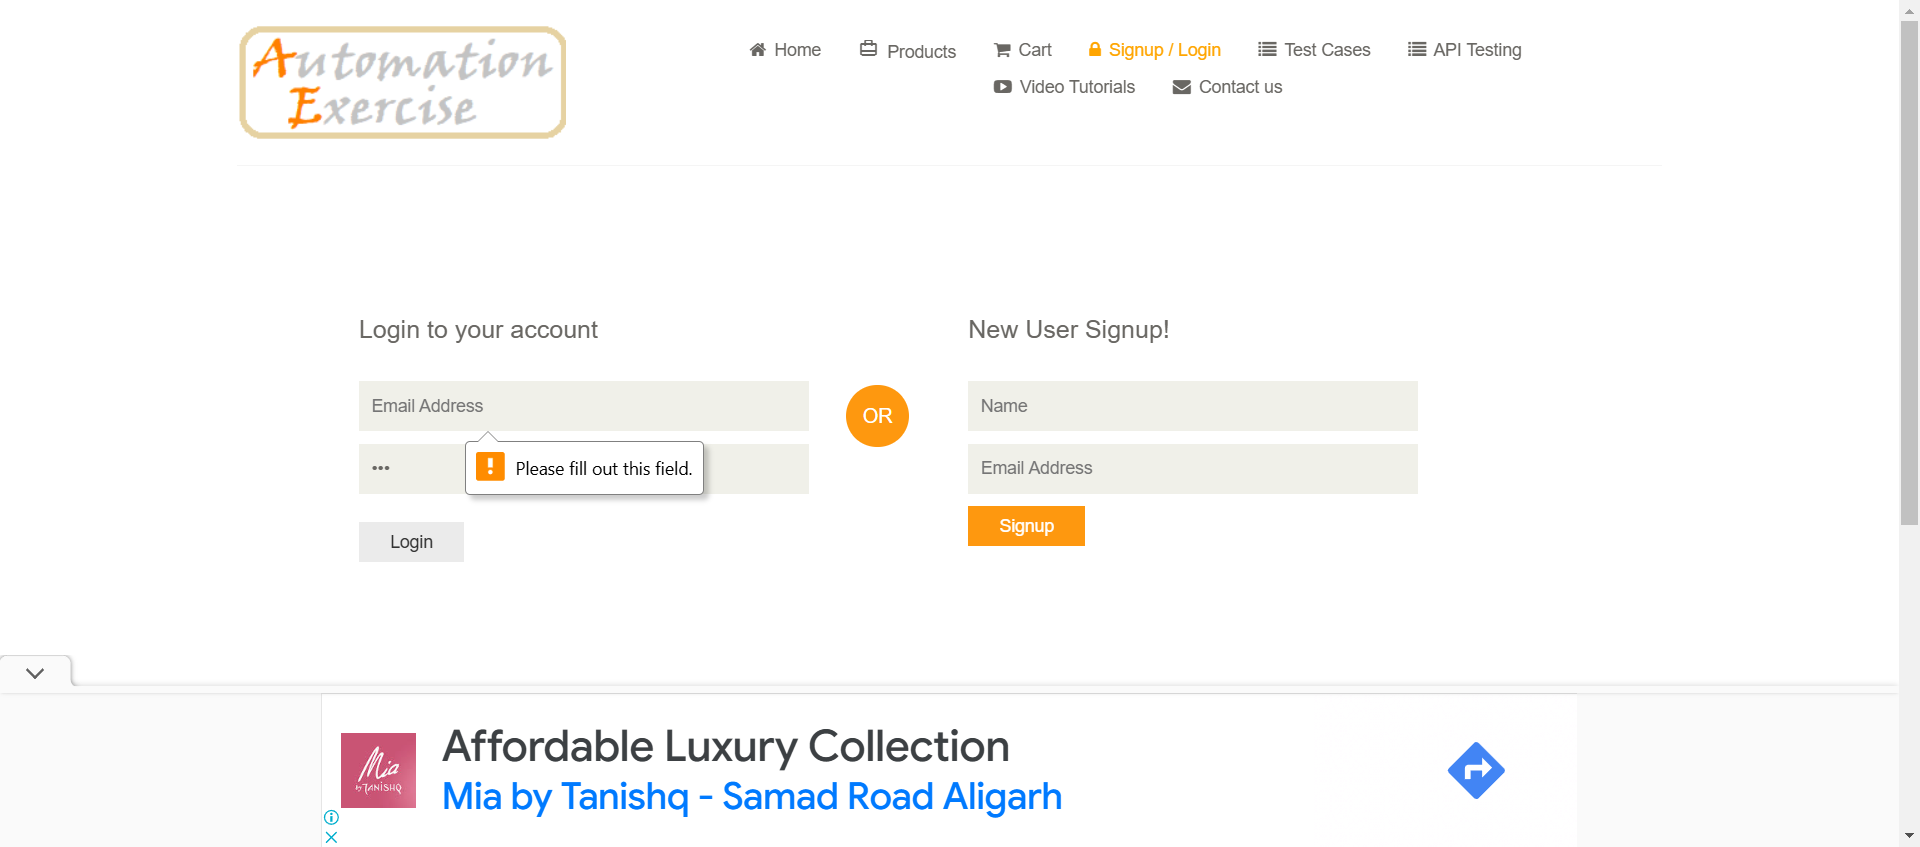 Automation
Exercise
Home
Products
Cart
Signup / Login
Test Cases
API Testing
Video Tutorials
Contact us
Login to your account
Email Address
•••
Please fill out this field.
Login
OR
New User Signup!
Name
Email Address
Signup
Mia
by TANISHQ
Affordable Luxury Collection
Mia by Tanishq - Samad Road Aligarh